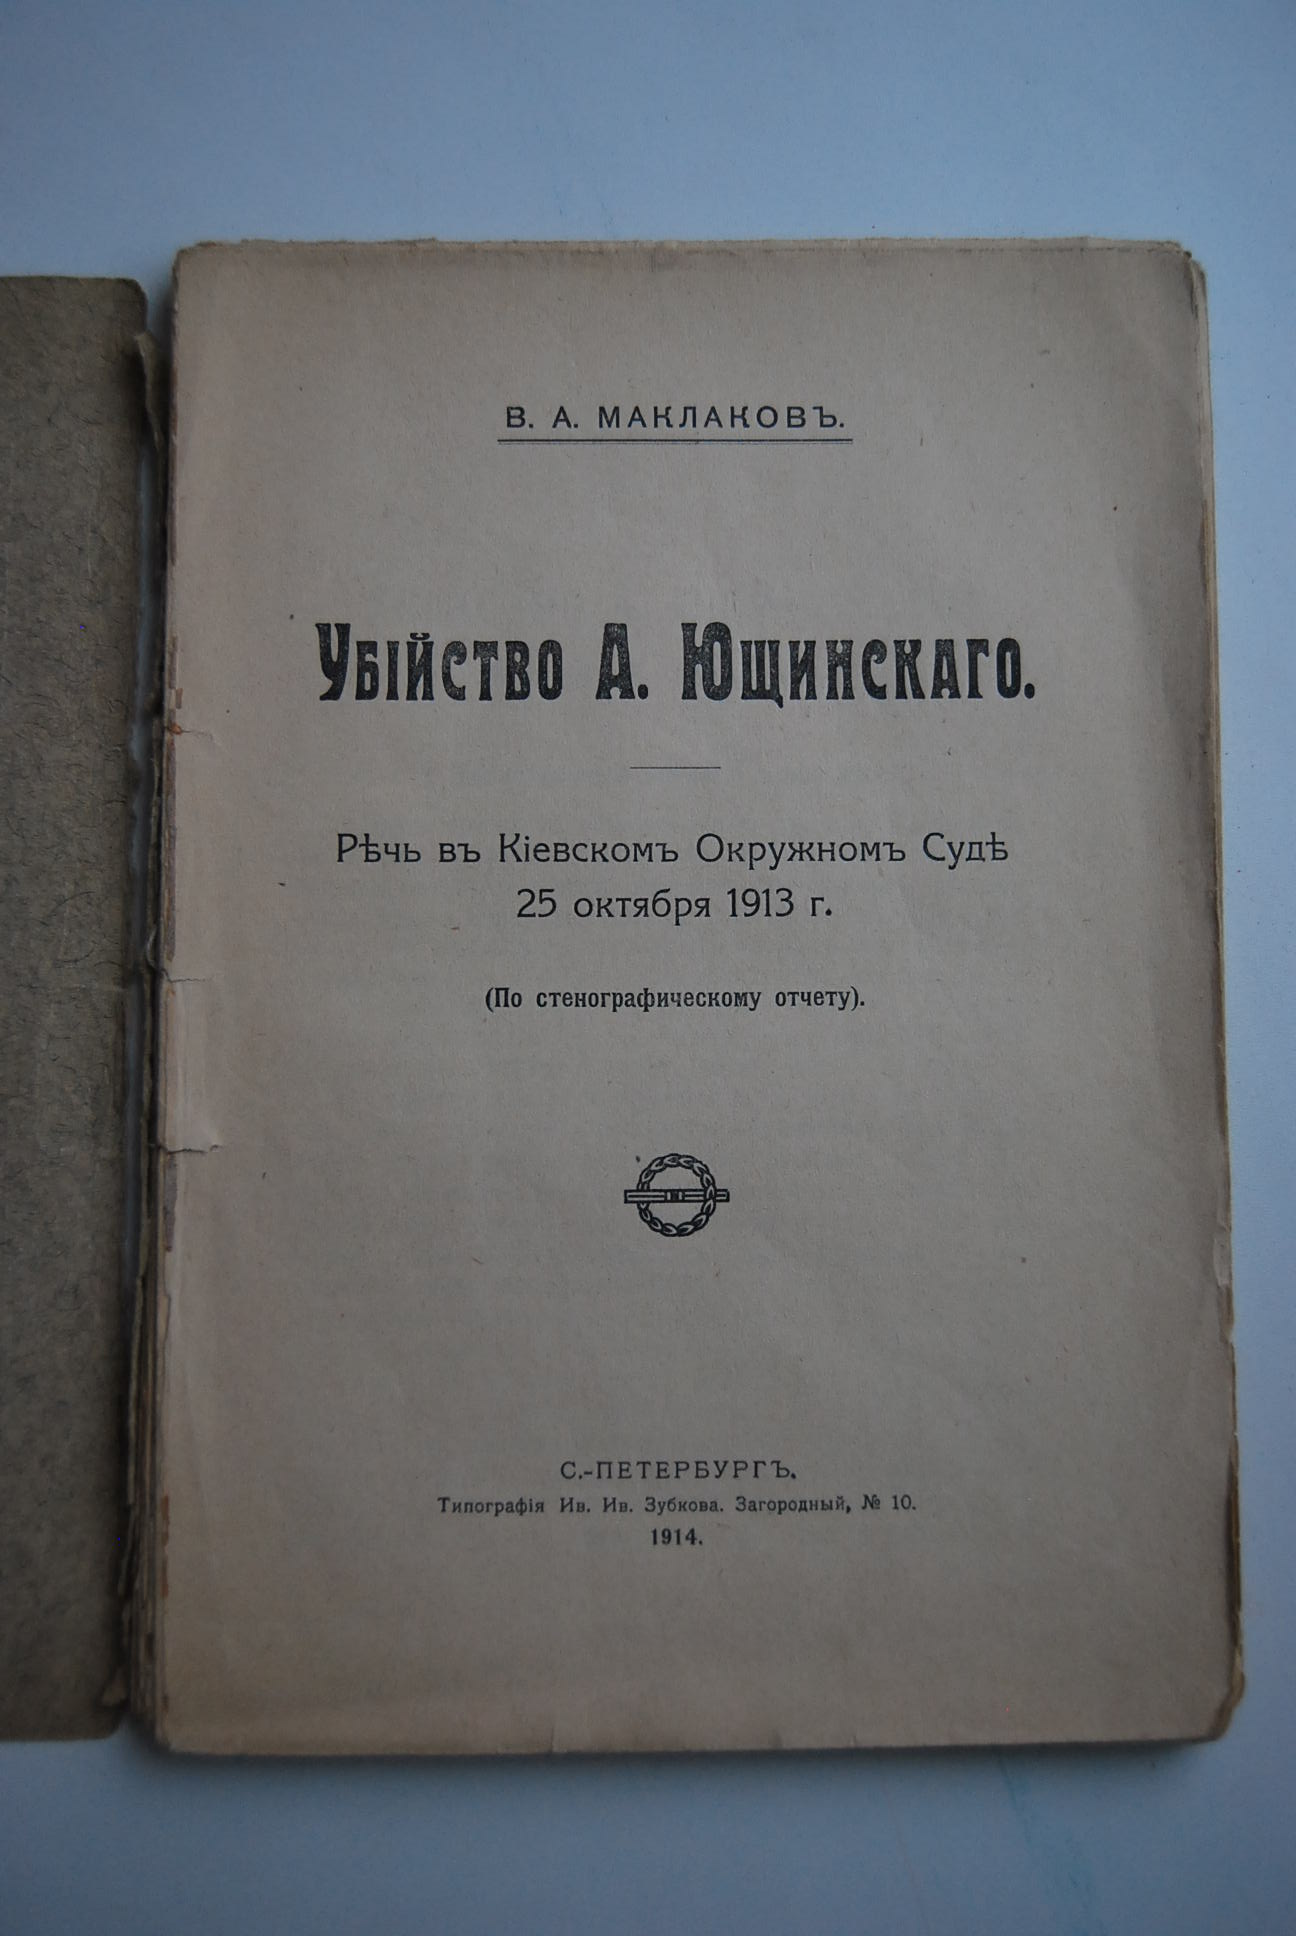 В. А. МАКЛАКОВЪ.
Убійство А. Ющинскаго.
Рѣчь въ Кіевскомъ Окружномъ Судѣ
25 октября 1913 г.
(По стенографическому отчету).
С.-ПЕТЕРБУРГЪ.
Типографія Ив. Ив. Зубкова. Загородный, № 10.
1914.